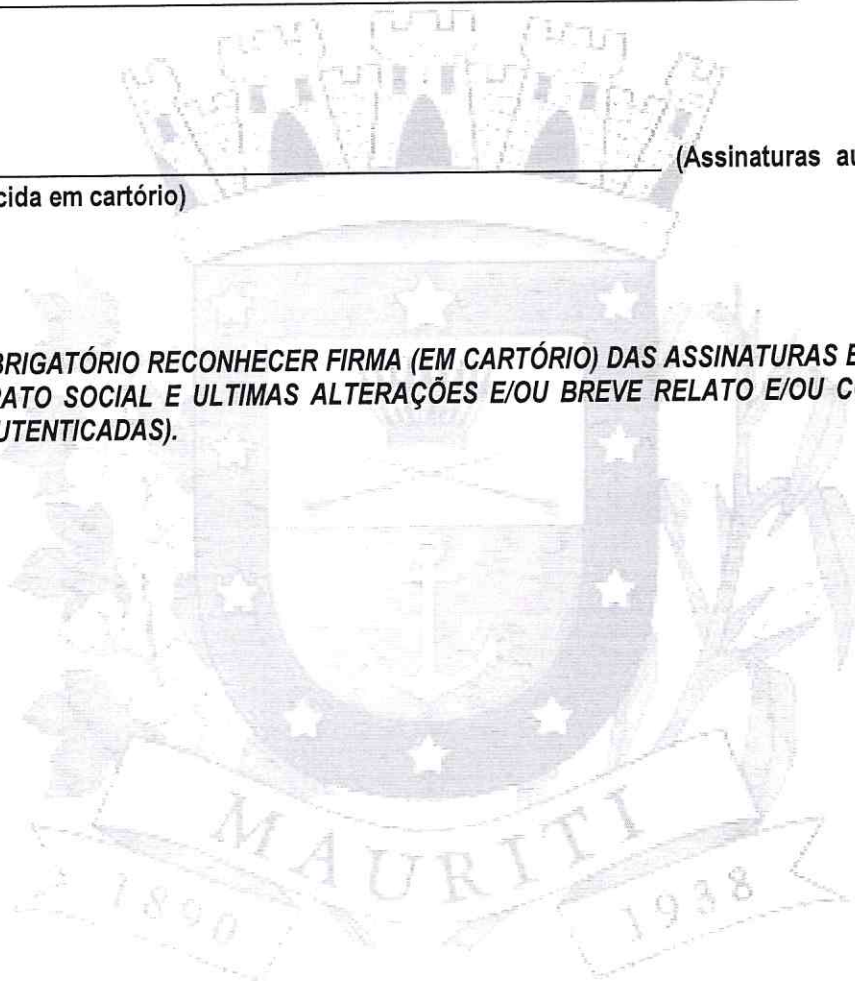 (Assinaturas au
cida em cartório)
BRIGATÓRIO RECONHECER FIRMA (EM CARTÓRIO) DAS ASSINATURAS E
RATO SOCIAL E ULTIMAS ALTERAÇÕES E/OU BREVE RELATO E/OU C
UTENTICADAS).
MAURITI
1890
1938